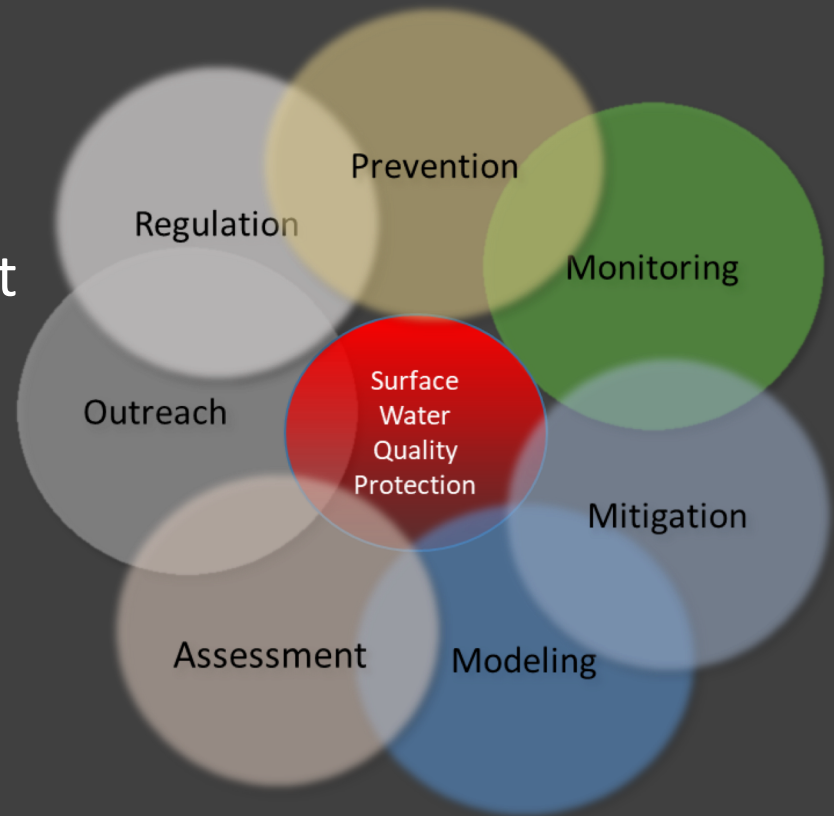 Prevention
Regulation
Monitoring
t
Surface
Water
Quality
Protection
Outreach
Mitigation
Assessment
Modeling